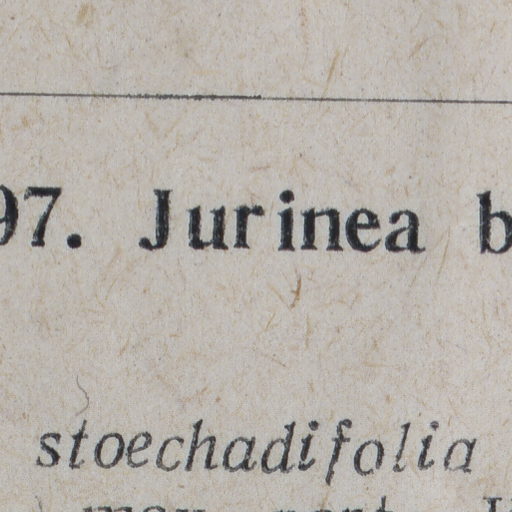 97. Jurinea b
stoechadifolia a